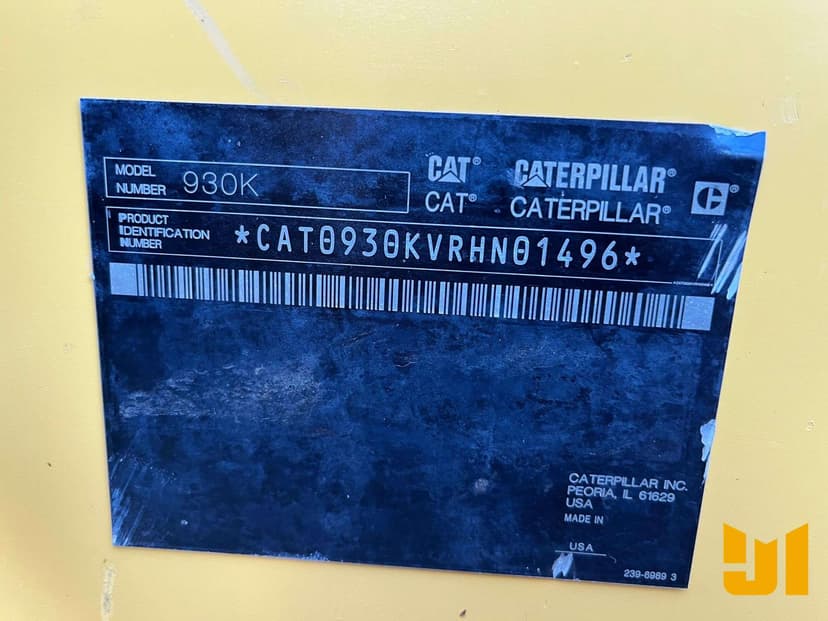 MODEL NUMBER 930K
CAT® CATERPILLAR®
CAT® CATERPILLAR® C®
PRODUCT IDENTIFICATION NUMBER *CAT0930KVRHN01496*
CATERPILLAR INC.
PEORIA, IL 61629
USA
MADE IN
USA
239-6989 3